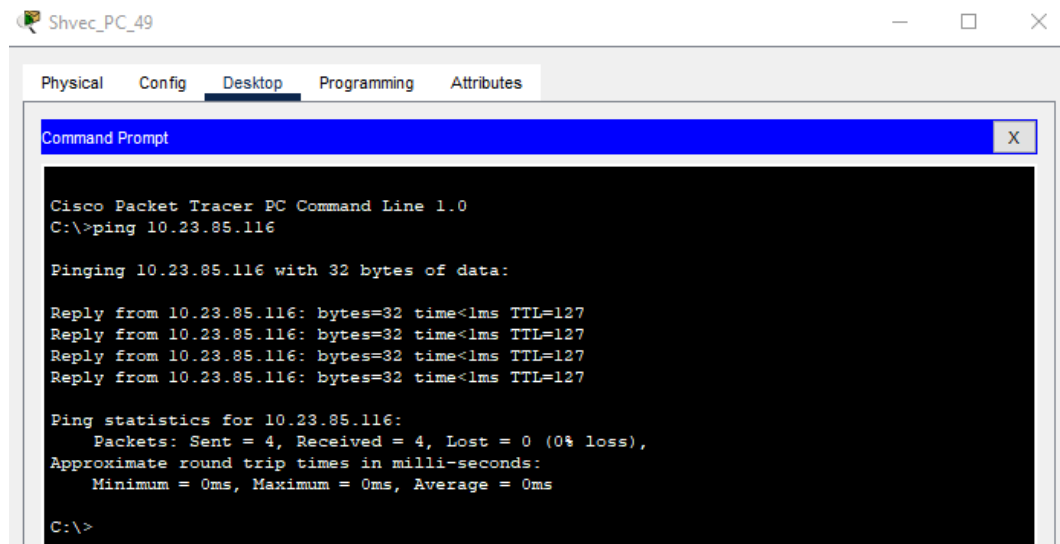 Shvec_PC_49
Physical Config Desktop Programming Attributes
Command Prompt X
Cisco Packet Tracer PC Command Line 1.0
C:\>ping 10.23.85.116
Pinging 10.23.85.116 with 32 bytes of data:
Reply from 10.23.85.116: bytes=32 time<1ms TTL=127
Reply from 10.23.85.116: bytes=32 time<1ms TTL=127
Reply from 10.23.85.116: bytes=32 time<1ms TTL=127
Reply from 10.23.85.116: bytes=32 time<1ms TTL=127
Ping statistics for 10.23.85.116:
Packets: Sent = 4, Received = 4, Lost = 0 (0% loss),
Approximate round trip times in milli-seconds:
Minimum = 0ms, Maximum = 0ms, Average = 0ms
C:\>